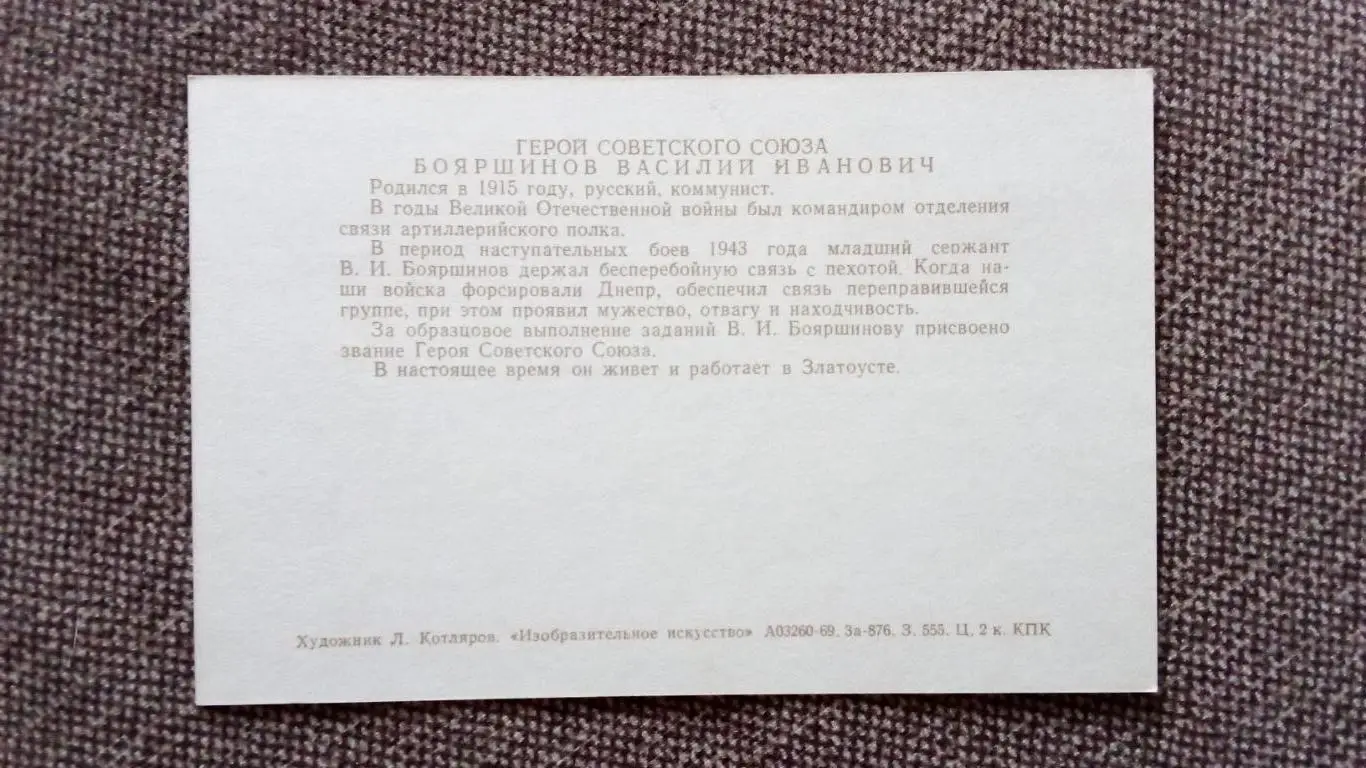 ГЕРОЙ СОВЕТСКОГО СОЮЗА
БОЯРШИНОВ ВАСИЛИЙ ИВАНОВИЧ
Родился в 1915 году, русский, коммунист.
В годы Великой Отечественной войны был командиром отделения
связи артиллерийского полка.
В период наступательных боев 1943 года младший сержант
В. И. Бояршинов держал бесперебойную связь с пехотой. Когда на-
ши войска форсировали Днепр, обеспечил связь переправившейся
группе, при этом проявил мужество, отвагу и находчивость.
За образцовое выполнение заданий В. И. Бояршинову присвоено
звание Героя Советского Союза.
В настоящее время он живет и работает в Златоусте.
Художник Л. Котляров. «Изобразительное искусство» А03260-69. За-876. З. 555. Ц. 2 к. КПК